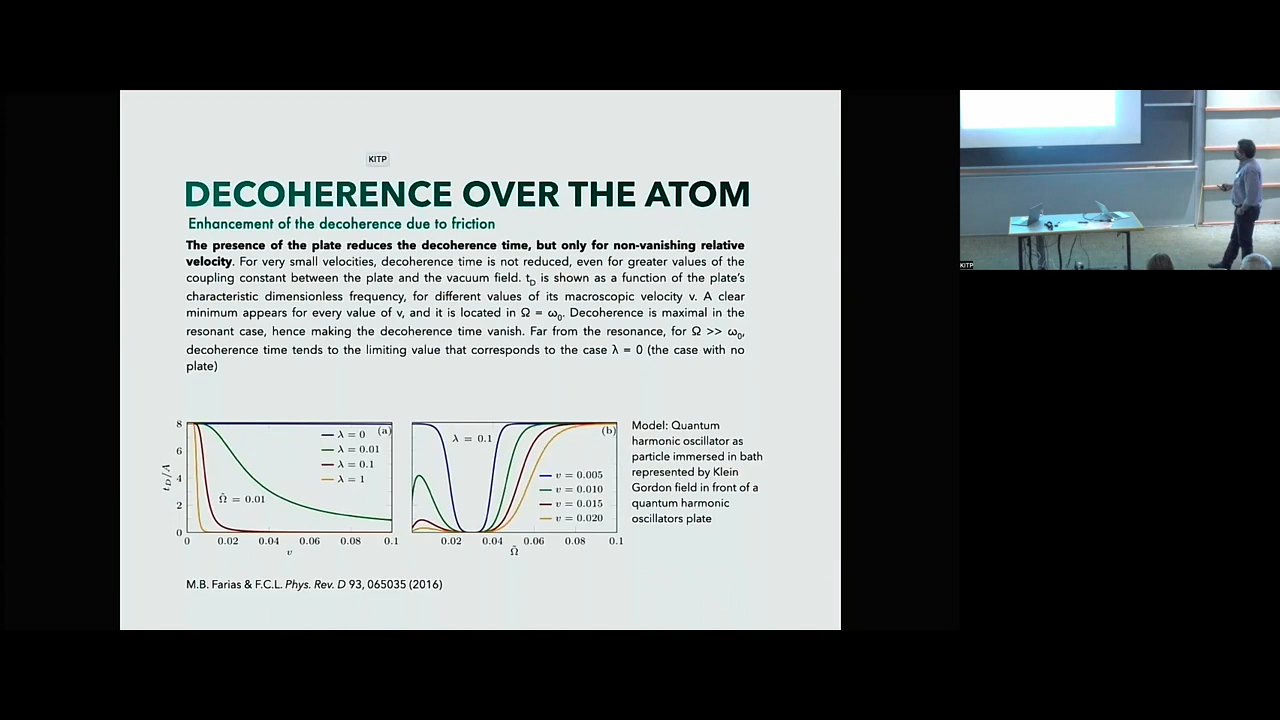 KITP
DECOHERENCE OVER THE ATOM
Enhancement of the decoherence due to friction
The presence of the plate reduces the decoherence time, but only for non-vanishing relative
velocity. For very small velocities, decoherence time is not reduced, even for greater values of the
coupling constant between the plate and the vacuum field. t_D is shown as a function of the plate's
characteristic dimensionless frequency, for different values of its macroscopic velocity v. A clear
minimum appears for every value of v, and it is located in Ω = ω₀. Decoherence is maximal in the
resonant case, hence making the decoherence time vanish. Far from the resonance, for Ω >> ω₀,
decoherence time tends to the limiting value that corresponds to the case λ = 0 (the case with no
plate)
t_D/A
8
6
4
2
0
(a)
λ = 0
λ = 0.01
λ = 0.1
λ = 1
Ω̃ = 0.01
0 0.02 0.04 0.06 0.08 0.1
v
(b)
λ = 0.1
v = 0.005
v = 0.010
v = 0.015
v = 0.020
0.02 0.04 0.06 0.08 0.1
Ω̃
Model: Quantum
harmonic oscillator as
particle immersed in bath
represented by Klein
Gordon field in front of a
quantum harmonic
oscillators plate
M.B. Farias & F.C.L. Phys. Rev. D 93, 065035 (2016)
KITP